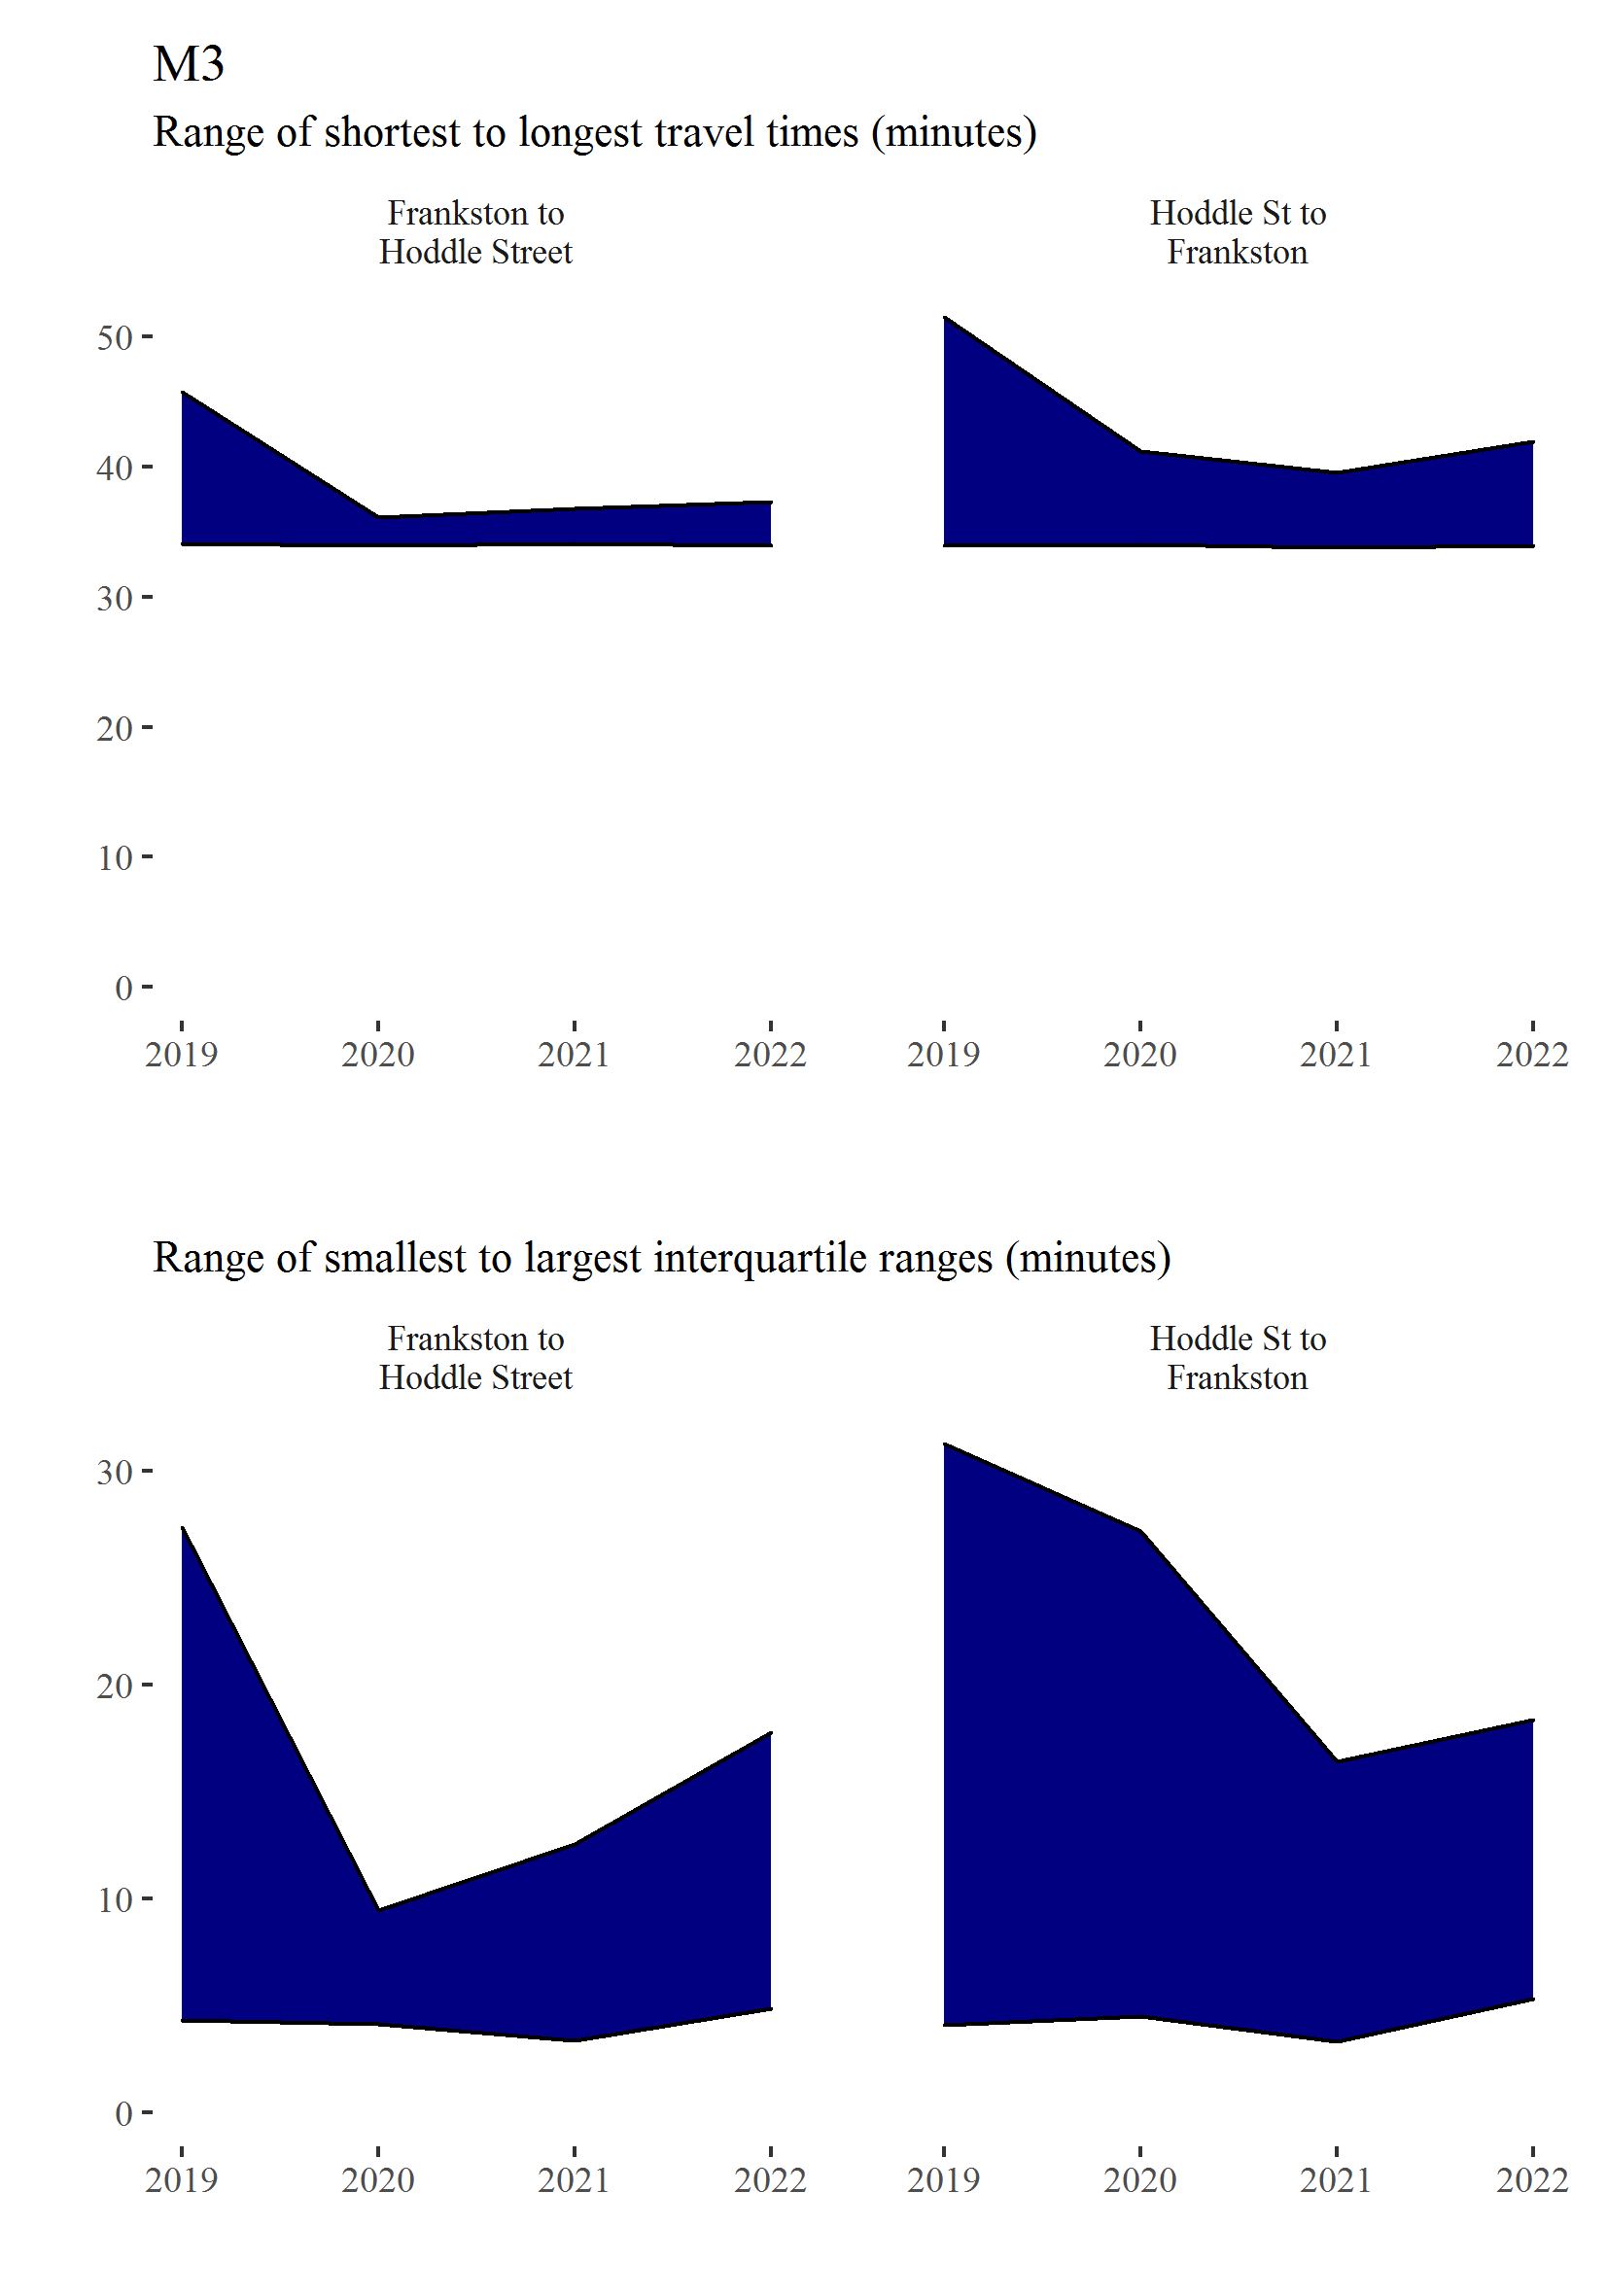 M3
Range of shortest to longest travel times (minutes)
Frankston to
Hoddle Street
Hoddle St to
Frankston
50
40
30
20
10
0
2019 2020 2021 2022 2019 2020 2021 2022
Range of smallest to largest interquartile ranges (minutes)
Frankston to
Hoddle Street
Hoddle St to
Frankston
30
20
10
0
2019 2020 2021 2022 2019 2020 2021 2022